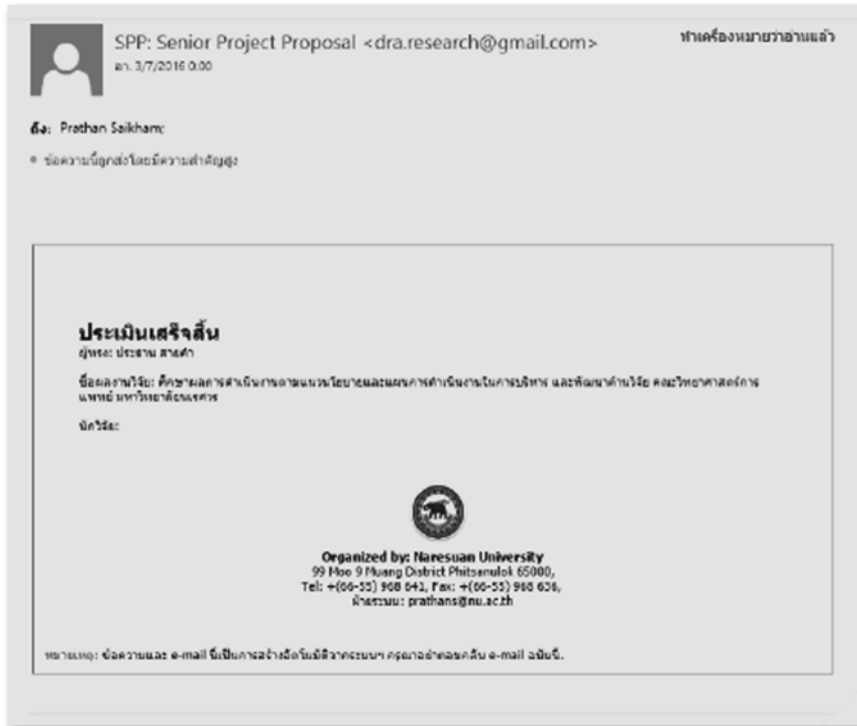 SPP: Senior Project Proposal <dra.research@gmail.com>
ทำเครื่องหมายว่าอ่านแล้ว
อา. 3/7/2016 0:00
ถึง: Prathan Saikham;
ข้อความนี้ถูกส่งโดยมีความสำคัญสูง
ประเมินเสร็จสิ้น
ผู้ทรง: ประธาน สายคำ
ชื่อผลงานวิจัย: ศึกษาผลการดำเนินงานตามแนวนโยบายและแผนการดำเนินงานในการบริหาร และพัฒนาด้านวิจัย คณะวิทยาศาสตร์การ
แพทย์ มหาวิทยาลัยนเรศวร
นักวิจัย:
Organized by: Naresuan University
99 Moo 9 Muang District Phitsanulok 65000,
Tel: +(66-55) 968 641, Fax: +(66-55) 968 636,
ฝ่ายระบบ: prathans@nu.ac.th
หมายเหตุ: ข้อความและ e-mail นี้เป็นการสร้างอัตโนมัติจากระบบฯ กรุณาอย่าตอบกลับ e-mail ฉบับนี้.